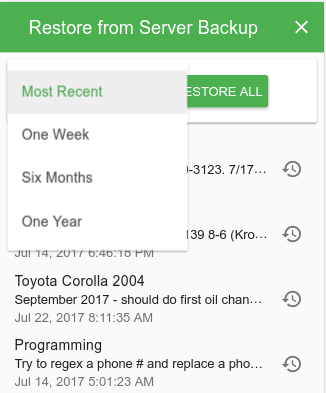 Restore from Server Backup
Most Recent
ESTORE ALL
One Week
0-3123. 7/17…
Six Months
One Year
139 8-6 (Kro…
Jul 14, 2017 6:46:18 PM
Toyota Corolla 2004
September 2017 - should do first oil chan…
Jul 22, 2017 8:11:35 AM
Programming
Try to regex a phone # and replace a pho…
Jul 14, 2017 5:01:23 AM